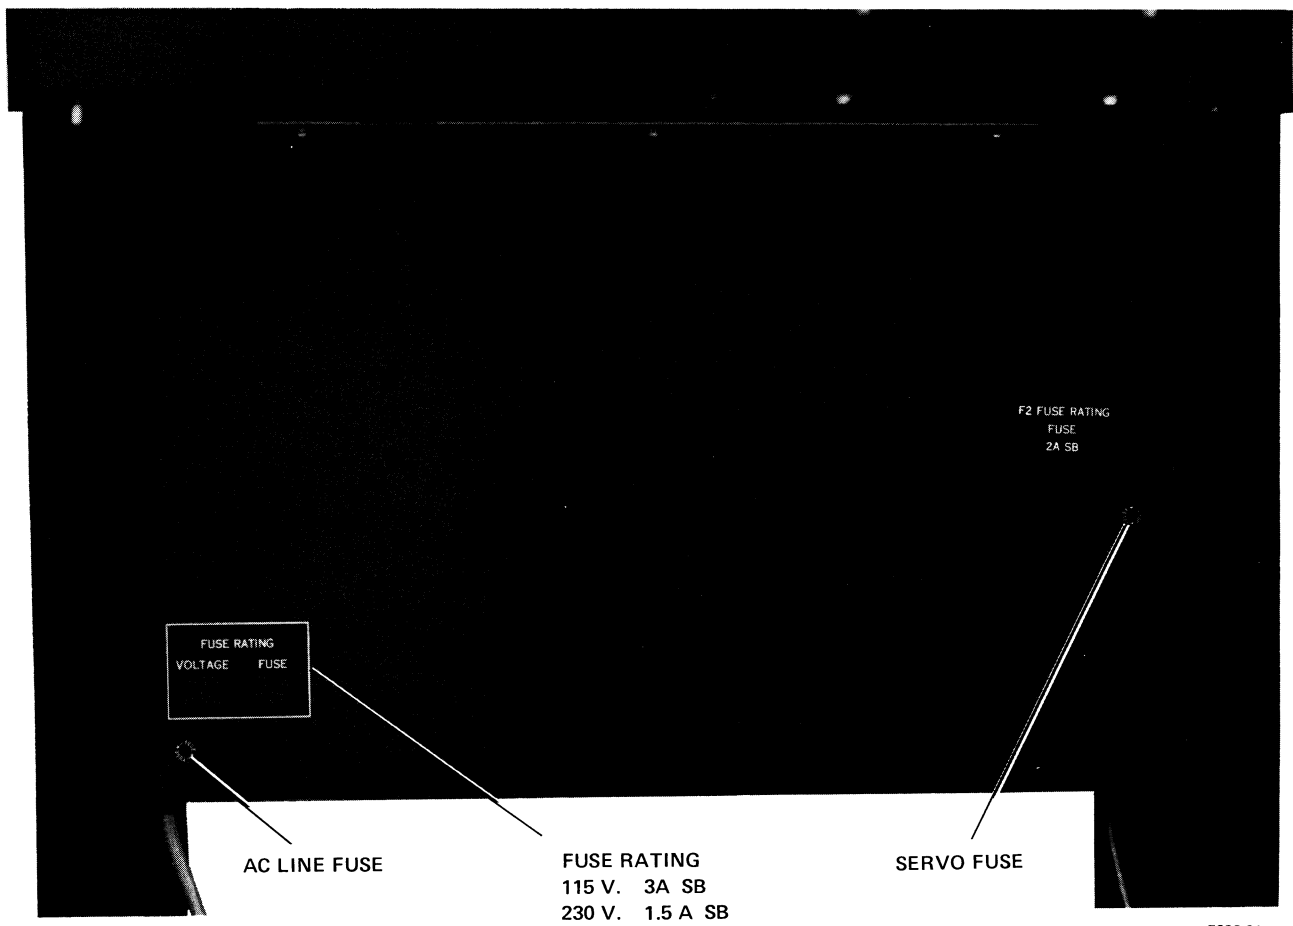 F2 FUSE RATING
FUSE
2A SB
FUSE RATING
VOLTAGE FUSE
AC LINE FUSE
FUSE RATING
115 V. 3A SB
230 V. 1.5 A SB
SERVO FUSE